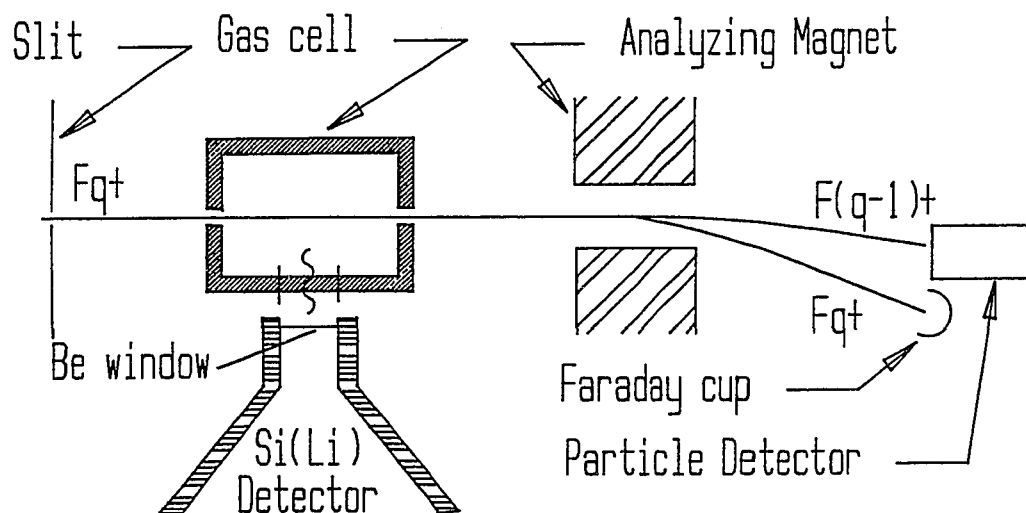 Slit
Gas cell
Analyzing Magnet
Fq+
F(q-1)+
Fq+
Be window
Faraday cup
Si(Li)
Detector
Particle Detector